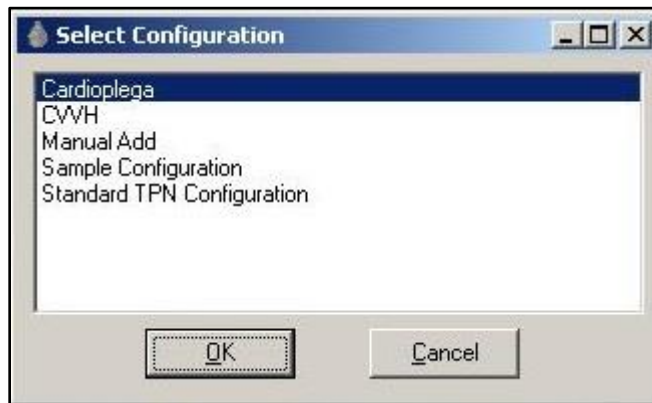 Select Configuration
Cardioplega
CVVH
Manual Add
Sample Configuration
Standard TPN Configuration
OK
Cancel